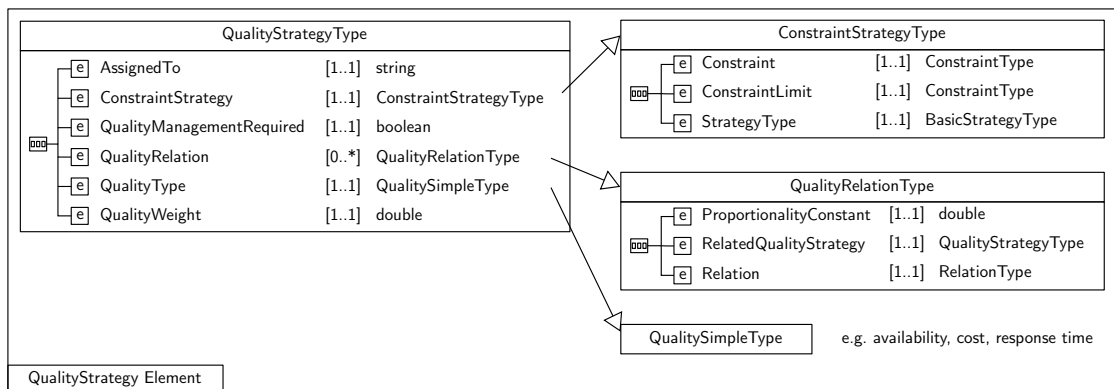 QualityStrategyType
e AssignedTo [1..1] string
e ConstraintStrategy [1..1] ConstraintStrategyType
e QualityManagementRequired [1..1] boolean
e QualityRelation [0..*] QualityRelationType
e QualityType [1..1] QualitySimpleType
e QualityWeight [1..1] double
ConstraintStrategyType
e Constraint [1..1] ConstraintType
e ConstraintLimit [1..1] ConstraintType
e StrategyType [1..1] BasicStrategyType
QualityRelationType
e ProportionalityConstant [1..1] double
e RelatedQualityStrategy [1..1] QualityStrategyType
e Relation [1..1] RelationType
QualitySimpleType e.g. availability, cost, response time
QualityStrategy Element